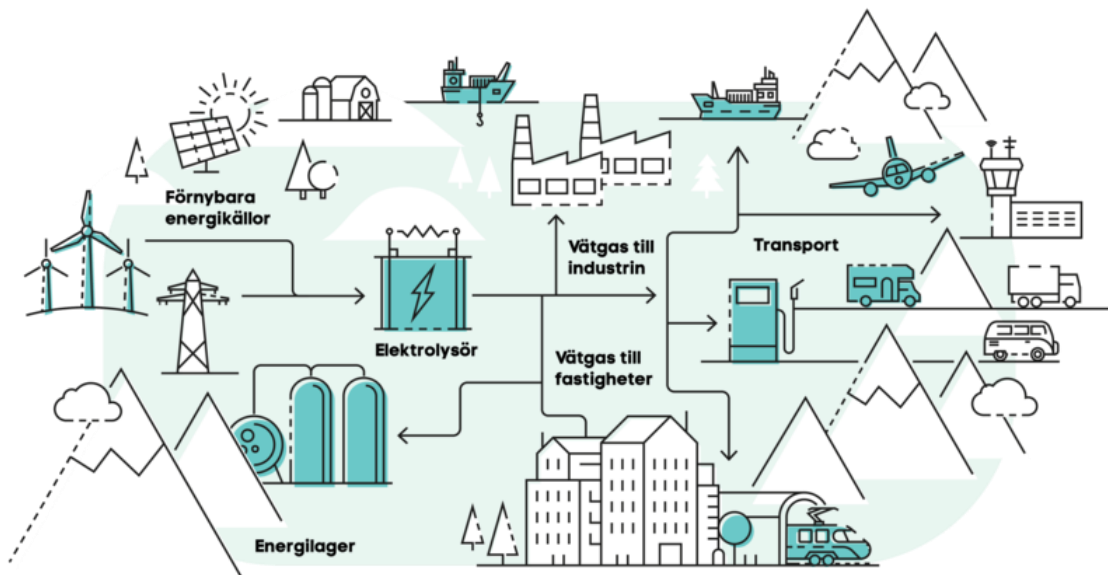 Förnybara
energikällor
Elektrolysör
Vätgas till
industrin
Transport
Vätgas till
fastigheter
Energilager